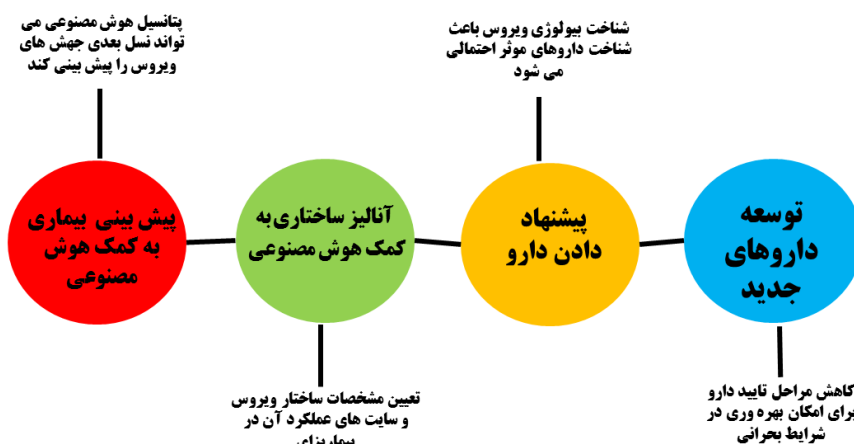 پتانسیل هوش مصنوعی می
تواند نسل بعدی جهش های
ویروس را پیش بینی کند
شناخت بیولوژی ویروس باعث
شناخت داروهای موثر احتمالی
می شود
پیش بینی بیماری
به کمک هوش
مصنوعی
آنالیز ساختاری به
کمک هوش مصنوعی
پیشنهاد
دادن دارو
توسعه
داروهای
جدید
تعیین مشخصات ساختار ویروس
و سایت های عملکرد آن در
بیماریزای
کاهش مراحل تایید دارو
برای امکان بهره وری در
شرایط بحرانی